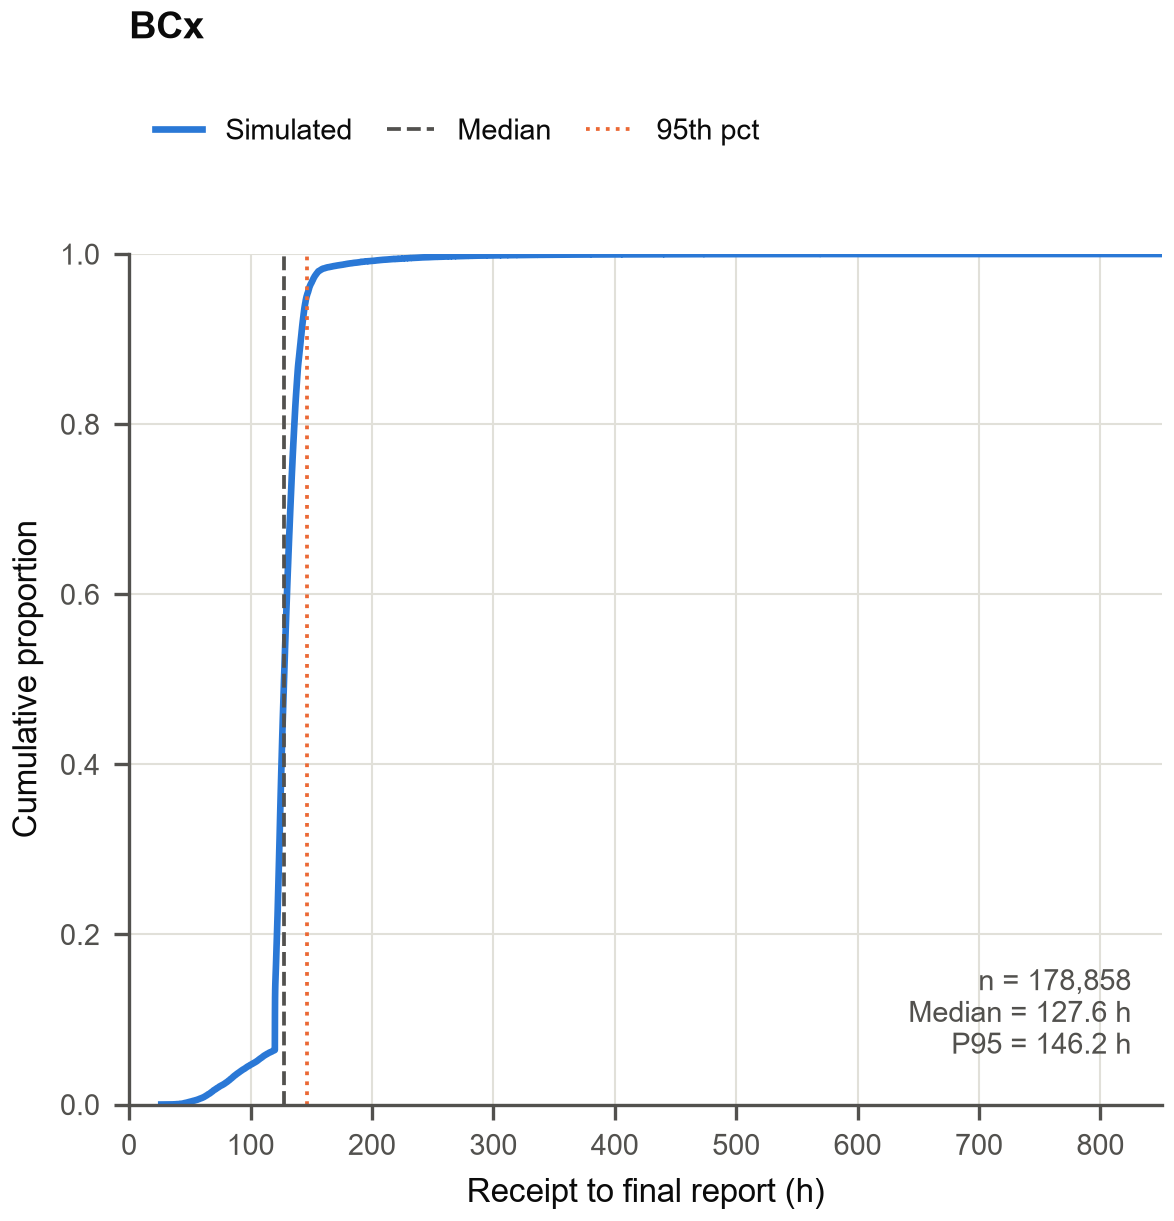 BCx
Simulated Median 95th pct
1.0
0.8
0.6
0.4
0.2
0.0
Cumulative proportion
n = 178,858
Median = 127.6 h
P95 = 146.2 h
0 100 200 300 400 500 600 700 800
Receipt to final report (h)